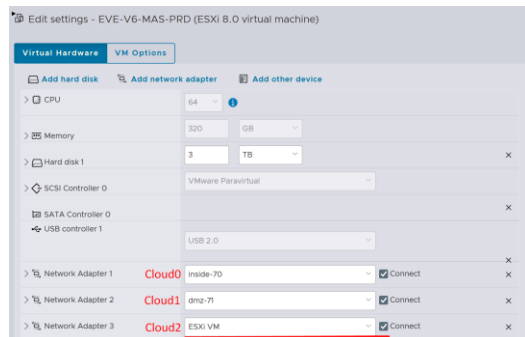 Edit settings - EVE-V6-MAS-PRD (ESXi 8.0 virtual machine)
Virtual Hardware VM Options
Add hard disk Add network adapter Add other device
CPU 64
Memory 320 GB
Hard disk 1 3 TB
SCSI Controller 0 VMware Paravirtual
SATA Controller 0
USB controller 1
USB 2.0
Network Adapter 1 Cloud0 Inside-70 Connect
Network Adapter 2 Cloud1 dmz-71 Connect
Network Adapter 3 Cloud2 ESXi VM Connect